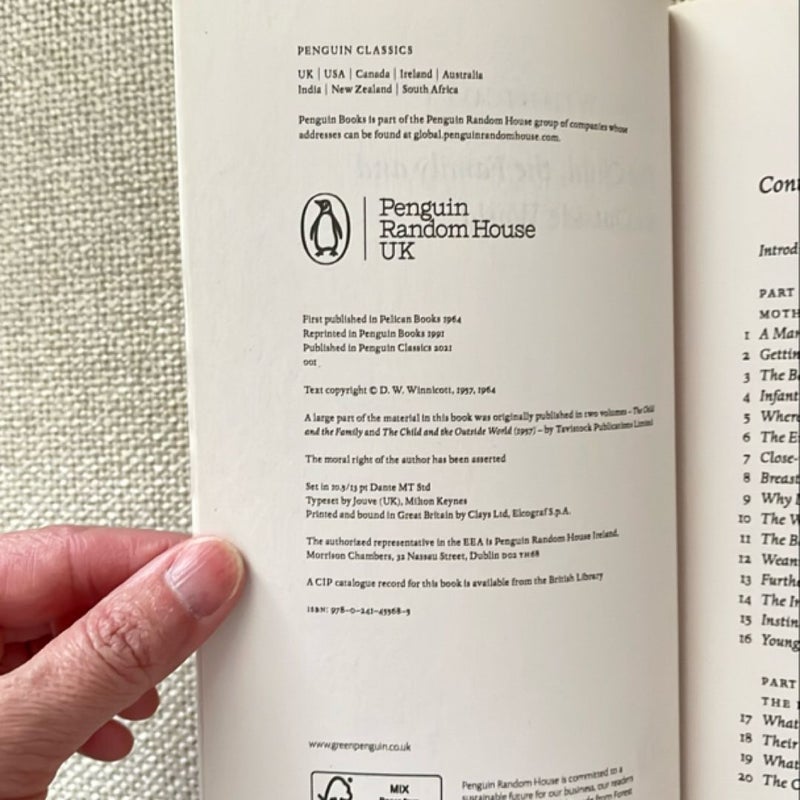 PENGUIN CLASSICS
UK | USA | Canada | Ireland | Australia
India | New Zealand | South Africa
Penguin Books is part of the Penguin Random House group of companies whose
addresses can be found at global.penguinrandomhouse.com.
Penguin
Random House
UK
First published in Pelican Books 1964
Reprinted in Penguin Books 1991
Published in Penguin Classics 2021
001
Text copyright © D. W. Winnicott, 1957, 1964
A large part of the material in this book was originally published in two volumes – The Child
and the Family and The Child and the Outside World (1957) – by Tavistock Publications Limited
The moral right of the author has been asserted
Set in 10.5/13 pt Dante MT Std
Typeset by Jouve (UK), Milton Keynes
Printed and bound in Great Britain by Clays Ltd, Elcograf S.p.A.
The authorized representative in the EEA is Penguin Random House Ireland,
Morrison Chambers, 32 Nassau Street, Dublin D02 YH68
A CIP catalogue record for this book is available from the British Library
ISBN: 978-0-241-45568-3
www.greenpenguin.co.uk
MIX
Penguin Random House is committed to a
sustainable future for our business, our readers
from Forest
Con
Introd
PART
MOTH
1 A Mar
2 Gettin
3 The B
4 Infant
5 Where
6 The E
7 Close-
8 Breast
9 Why
10 The W
11 The B
12 Wean
13 Furthe
14 The In
15 Instin
16 Young
PART
THE
17 What
18 Their
19 What
20 The C